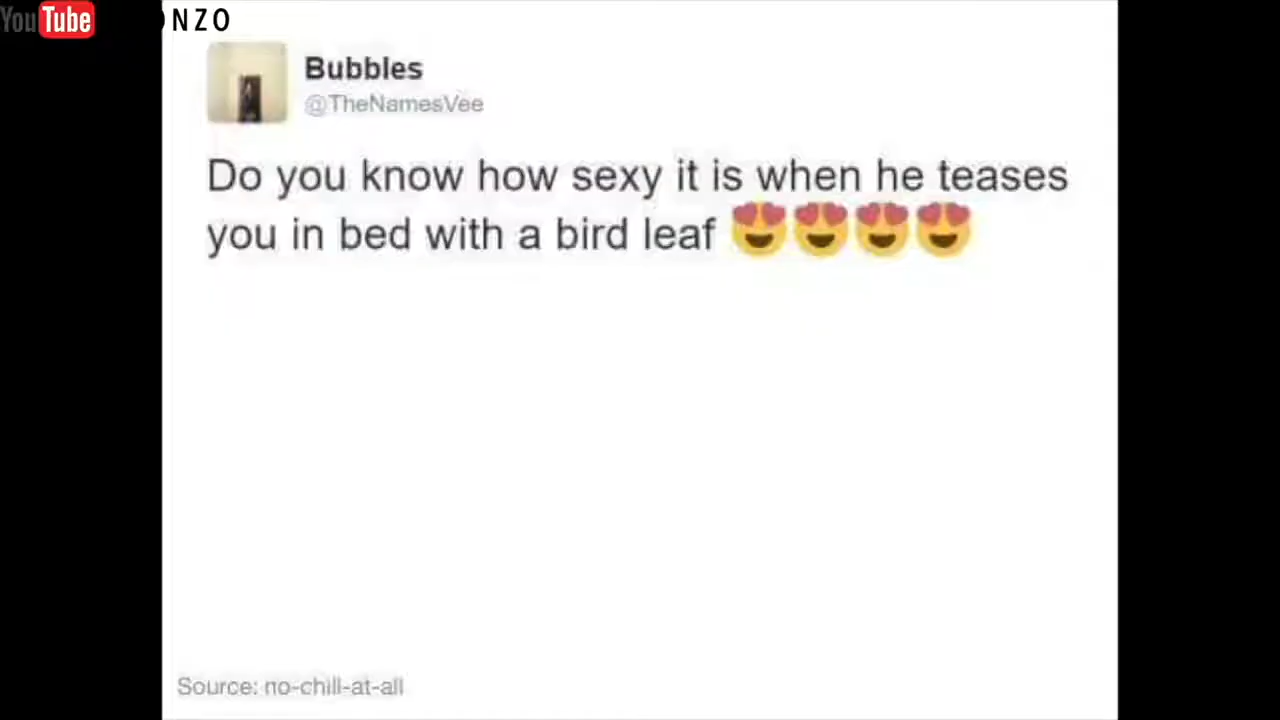 YouTube NZO
Bubbles
@TheNamesVee
Do you know how sexy it is when he teases
you in bed with a bird leaf 😍😍😍😍
Source: no-chill-at-all